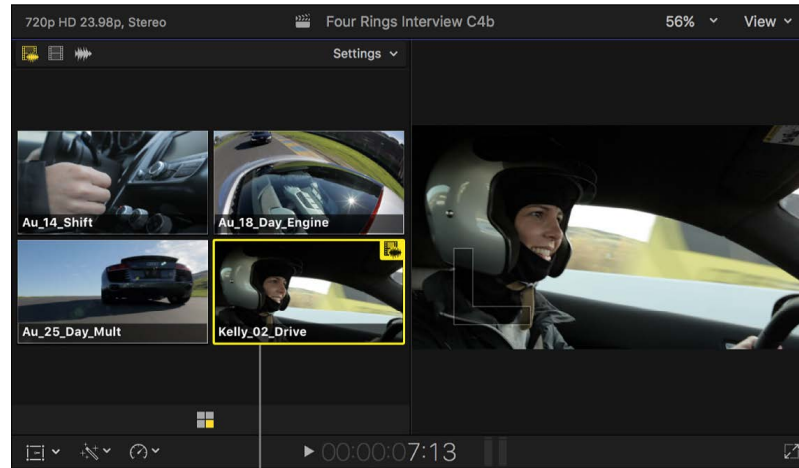 720p HD 23.98p, Stereo
Four Rings Interview C4b
56%
View
Settings
Au_14_Shift
Au_18_Day_Engine
Au_25_Day_Mult
Kelly_02_Drive
00:00:07:13